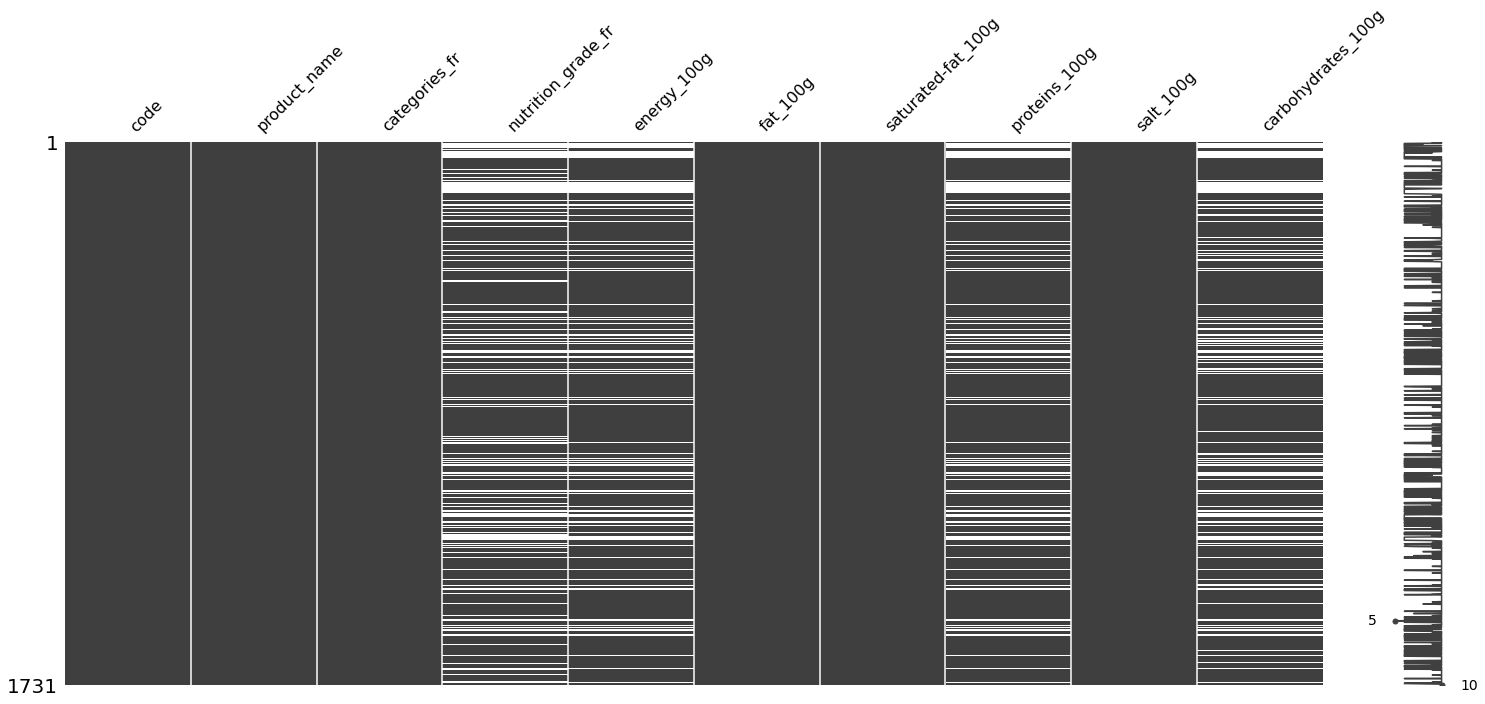 code
product_name
categories_fr
nutrition_grade_fr
energy_100g
fat_100g
saturated-fat_100g
proteins_100g
salt_100g
carbohydrates_100g
1
5
1731
10